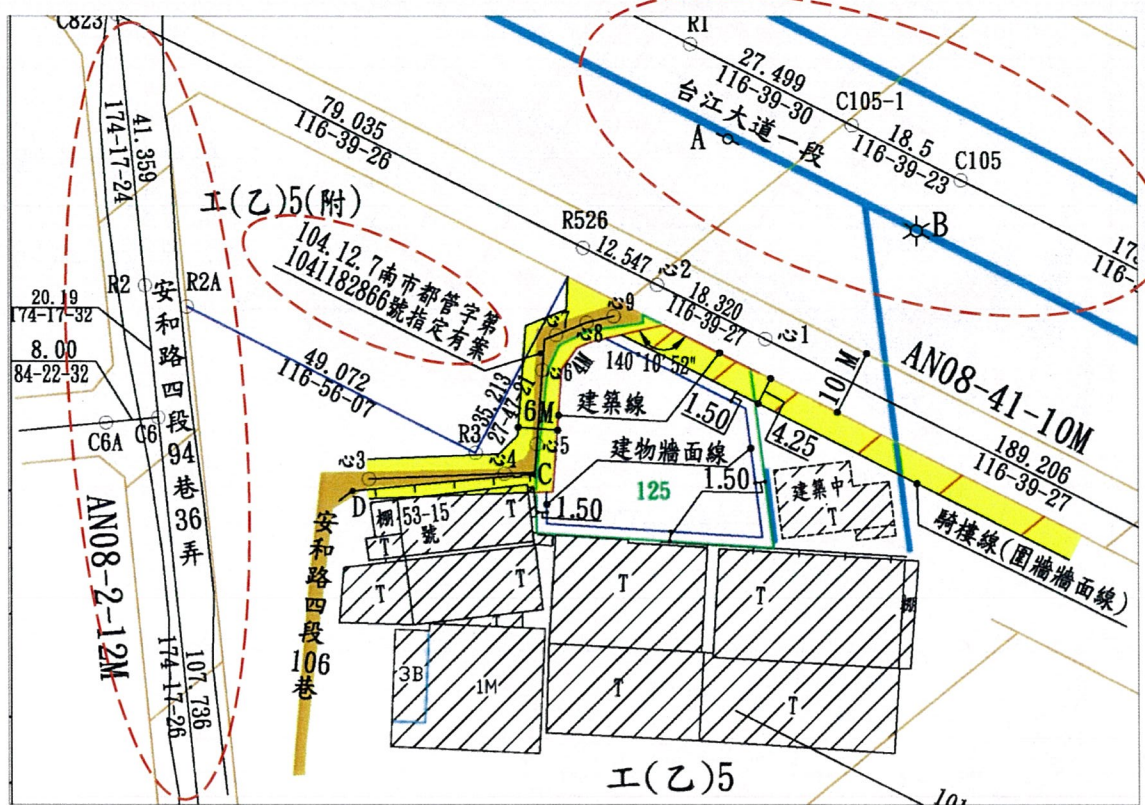 C823
R1
27.499
116-39-30
C105-1
18.5
116-39-23
C105
台江大道一段
A
B
41.359
174-17-24
79.035
116-39-26
工(乙)5(附)
104.12.7南市都管字第
1041182866號指定有案
R526
12.547
心2
116-39-27
18.320
心1
心9
心8
心7
心6
4M
140°10'52"
10 M
AN08-41-10M
R2
R2A
安和路四段94巷36弄
20.19
174-17-32
8.00
84-22-32
C6A
C6
49.072
116-56-07
35.213
6M
建築線
1.50
4.25
189.206
116-39-27
R3
心5
心4
心3
C
D
建物牆面線
1.50
125
1.50
建築中
T
騎樓線(圍牆牆面線)
棚
53-15
號
T
T
T
T
T
T
棚
安和路四段106巷
AN08-2-12M
107.736
174-17-26
3B
1M
T
T
工(乙)5